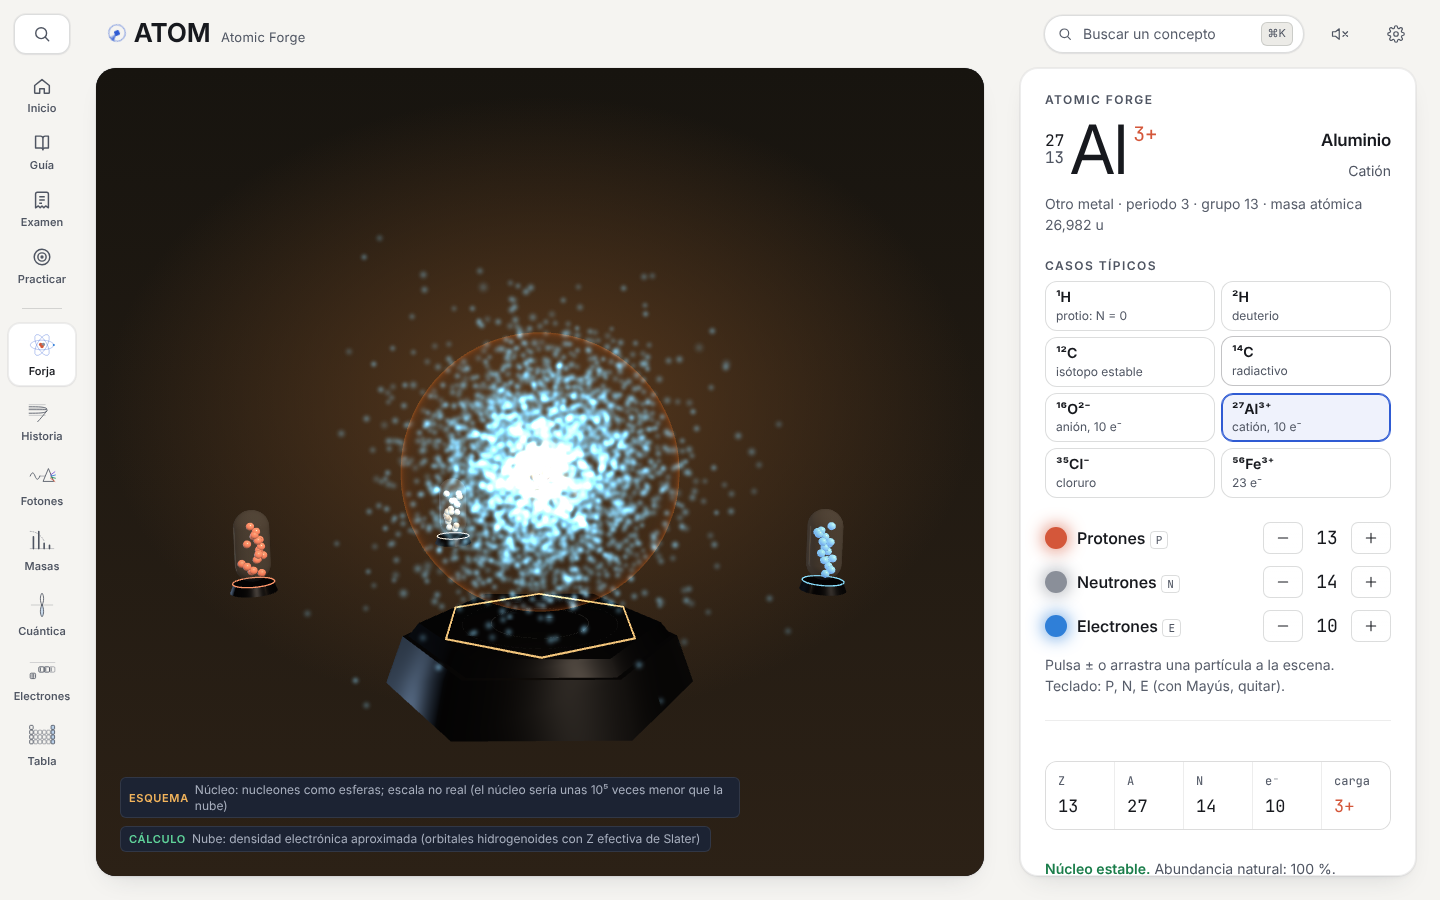 ATOM Atomic Forge
Buscar un concepto ⌘K
Inicio
Guía
Examen
Practicar
Forja
Historia
Fotones
Masas
Cuántica
Electrones
Tabla
ESQUEMA Núcleo: nucleones como esferas; escala no real (el núcleo sería unas 10⁵ veces menor que la
nube)
CÁLCULO Nube: densidad electrónica aproximada (orbitales hidrogenoides con Z efectiva de Slater)
ATOMIC FORGE
27
13
Al 3+
Aluminio
Catión
Otro metal · periodo 3 · grupo 13 · masa atómica
26,982 u
CASOS TÍPICOS
¹H
protio: N = 0
²H
deuterio
¹²C
isótopo estable
¹⁴C
radiactivo
¹⁶O²⁻
anión, 10 e⁻
²⁷Al³⁺
catión, 10 e⁻
³⁵Cl⁻
cloruro
⁵⁶Fe³⁺
23 e⁻
Protones P − 13 +
Neutrones N − 14 +
Electrones E − 10 +
Pulsa ± o arrastra una partícula a la escena.
Teclado: P, N, E (con Mayús, quitar).
Z A N e⁻ carga
13 27 14 10 3+
Núcleo estable. Abundancia natural: 100 %.